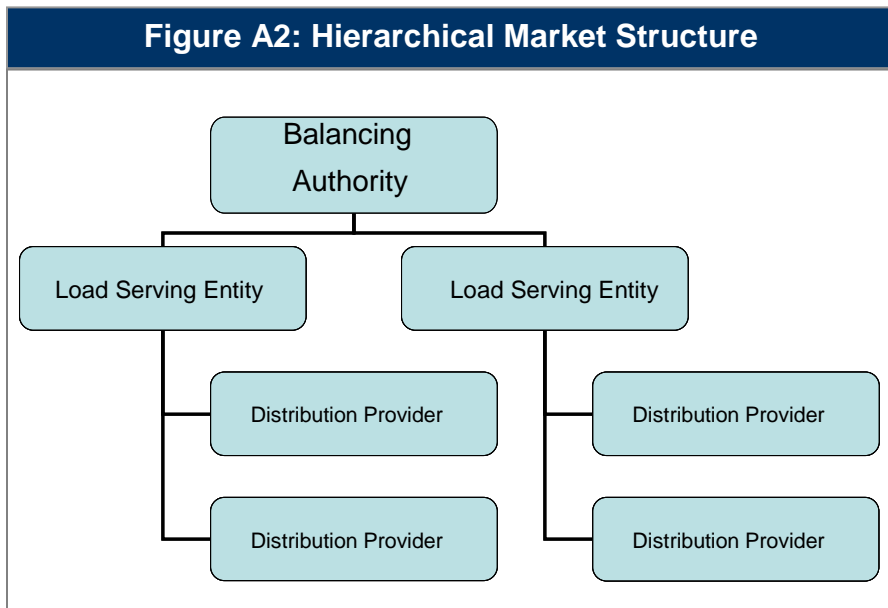 Figure A2: Hierarchical Market Structure
Balancing
Authority
Load Serving Entity
Load Serving Entity
Distribution Provider
Distribution Provider
Distribution Provider
Distribution Provider